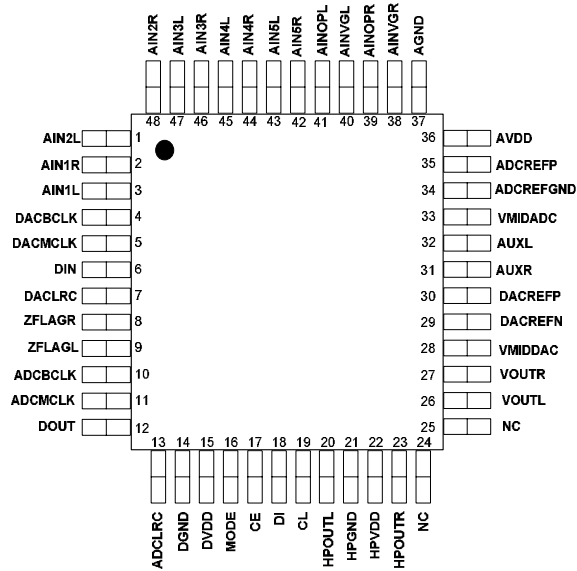 AIN2R AIN3L AIN3R AIN4L AIN4R AIN5L AIN5R AINOPL AINVGL AINOPR AINVGR AGND
48 47 46 45 44 43 42 41 40 39 38 37
AIN2L 1 36 AVDD
AIN1R 2 35 ADCREFP
AIN1L 3 34 ADCREFGND
DACBCLK 4 33 VMIDADC
DACMCLK 5 32 AUXL
DIN 6 31 AUXR
DACLRC 7 30 DACREFP
ZFLAGR 8 29 DACREFN
ZFLAGL 9 28 VMIDDAC
ADCBCLK 10 27 VOUTR
ADCMCLK 11 26 VOUTL
DOUT 12 25 NC
13 14 15 16 17 18 19 20 21 22 23 24
ADCLRC DGND DVDD MODE CE DI CL HPOUTL HPGND HPVDD HPOUTR NC